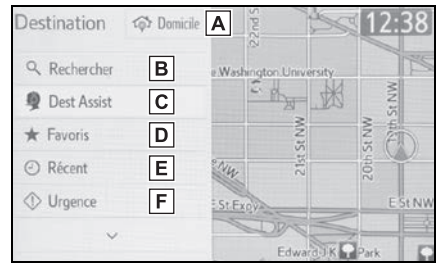 Destination Domicile A 12:38
22nd S
Rechercher B
e Washington University
Dest Assist C
Favoris D
21st St NW
20th St NW
19th St NW
Récent E
NW
Urgence F
E St Expy
E St NW
Edward J K Park